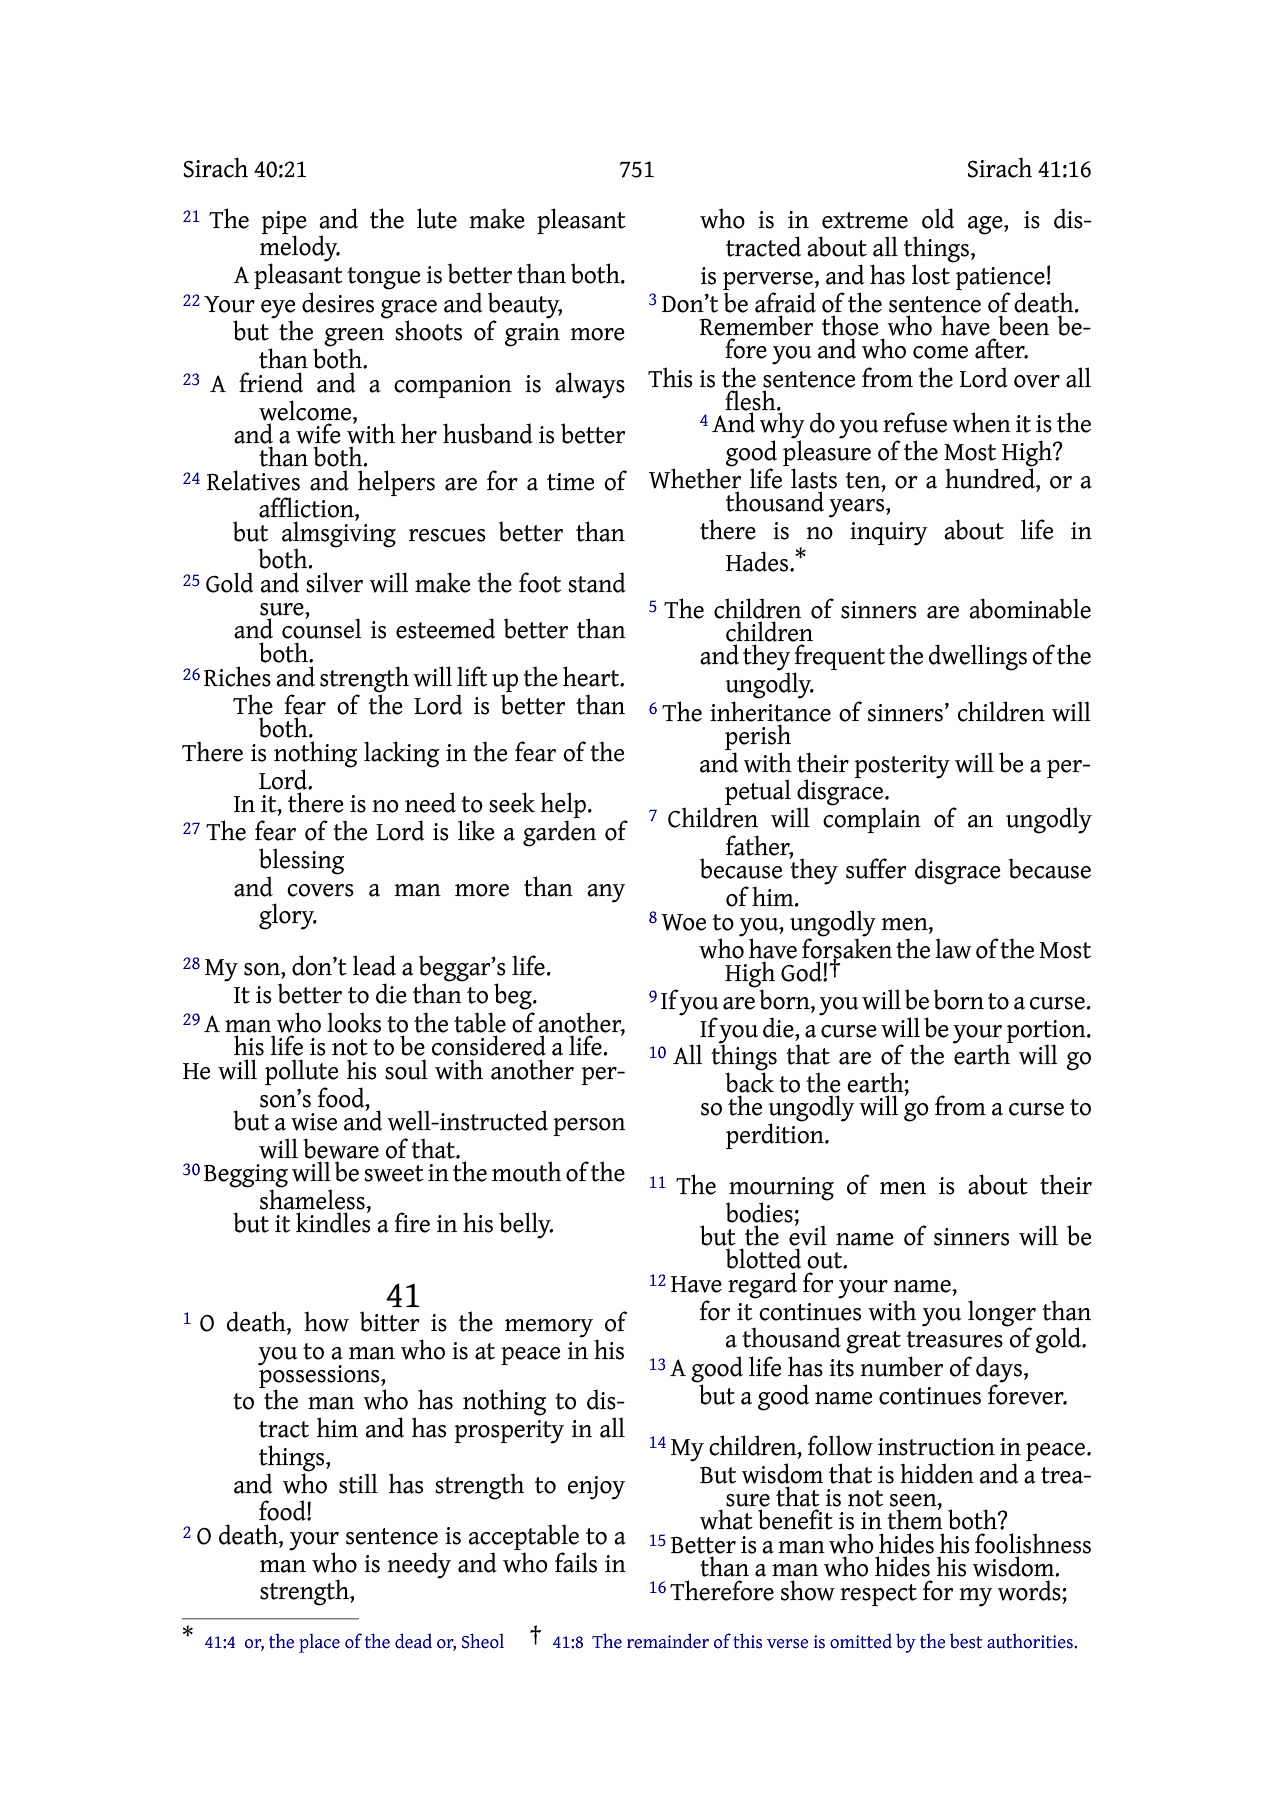 Sirach 40:21 751 Sirach 41:16
21 The pipe and the lute make pleasant
melody.
A pleasant tongue is better than both.
22 Your eye desires grace and beauty,
but the green shoots of grain more
than both.
23 A friend and a companion is always
welcome,
and a wife with her husband is better
than both.
24 Relatives and helpers are for a time of
affliction,
but almsgiving rescues better than
both.
25 Gold and silver will make the foot stand
sure,
and counsel is esteemed better than
both.
26 Riches and strength will lift up the heart.
The fear of the Lord is better than
both.
There is nothing lacking in the fear of the
Lord.
In it, there is no need to seek help.
27 The fear of the Lord is like a garden of
blessing
and covers a man more than any
glory.
28 My son, don’t lead a beggar’s life.
It is better to die than to beg.
29 A man who looks to the table of another,
his life is not to be considered a life.
He will pollute his soul with another per-
son’s food,
but a wise and well-instructed person
will beware of that.
30 Begging will be sweet in the mouth of the
shameless,
but it kindles a fire in his belly.
41
1 O death, how bitter is the memory of
you to a man who is at peace in his
possessions,
to the man who has nothing to dis-
tract him and has prosperity in all
things,
and who still has strength to enjoy
food!
2 O death, your sentence is acceptable to a
man who is needy and who fails in
strength,
who is in extreme old age, is dis-
tracted about all things,
is perverse, and has lost patience!
3 Don’t be afraid of the sentence of death.
Remember those who have been be-
fore you and who come after.
This is the sentence from the Lord over all
flesh.
4 And why do you refuse when it is the
good pleasure of the Most High?
Whether life lasts ten, or a hundred, or a
thousand years,
there is no inquiry about life in
Hades.*
5 The children of sinners are abominable
children
and they frequent the dwellings of the
ungodly.
6 The inheritance of sinners’ children will
perish
and with their posterity will be a per-
petual disgrace.
7 Children will complain of an ungodly
father,
because they suffer disgrace because
of him.
8 Woe to you, ungodly men,
who have forsaken the law of the Most
High God!†
9 If you are born, you will be born to a curse.
If you die, a curse will be your portion.
10 All things that are of the earth will go
back to the earth;
so the ungodly will go from a curse to
perdition.
11 The mourning of men is about their
bodies;
but the evil name of sinners will be
blotted out.
12 Have regard for your name,
for it continues with you longer than
a thousand great treasures of gold.
13 A good life has its number of days,
but a good name continues forever.
14 My children, follow instruction in peace.
But wisdom that is hidden and a trea-
sure that is not seen,
what benefit is in them both?
15 Better is a man who hides his foolishness
than a man who hides his wisdom.
16 Therefore show respect for my words;
* 41:4 or, the place of the dead or, Sheol † 41:8 The remainder of this verse is omitted by the best authorities.